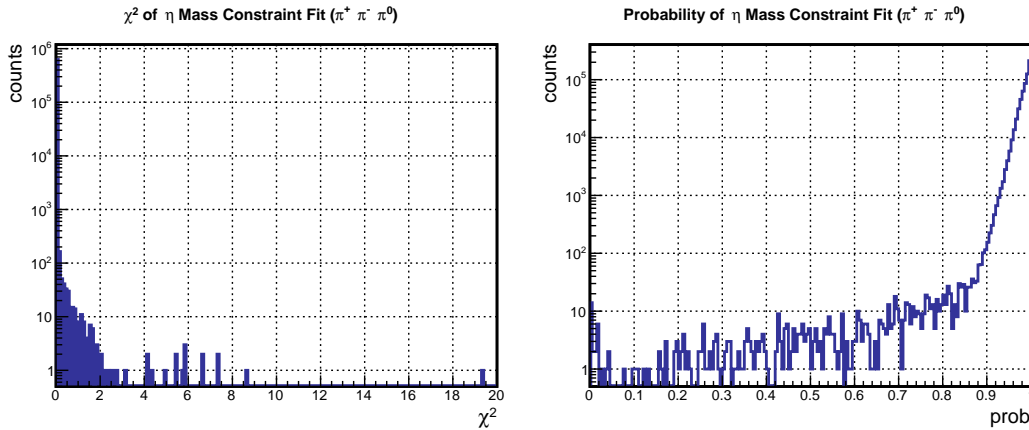 χ² of η Mass Constraint Fit (π⁺ π⁻ π⁰)
counts
10⁶
10⁵
10⁴
10³
10²
10
1
0 2 4 6 8 10 12 14 16 18 20
χ²
Probability of η Mass Constraint Fit (π⁺ π⁻ π⁰)
counts
10⁵
10⁴
10³
10²
10
1
0 0.1 0.2 0.3 0.4 0.5 0.6 0.7 0.8 0.9
prob